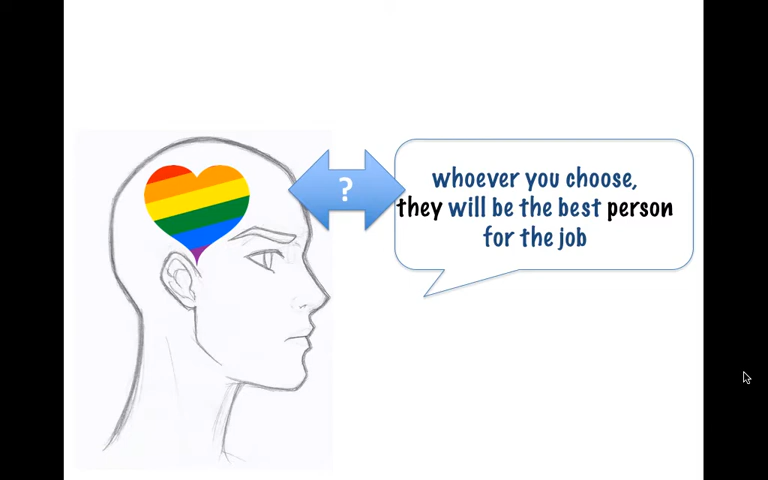 ?
whoever you choose,
they will be the best person
for the job